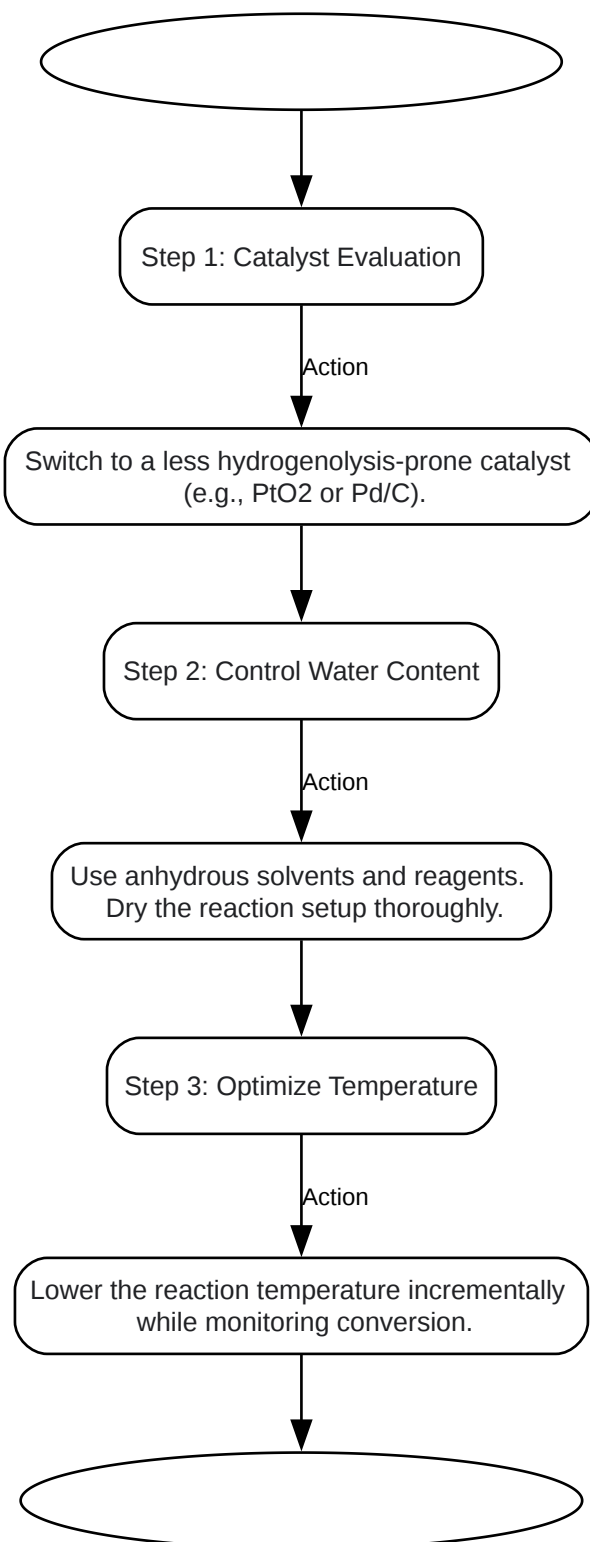 Step 1: Catalyst Evaluation
Action
Switch to a less hydrogenolysis-prone catalyst
(e.g., PtO2 or Pd/C).
Step 2: Control Water Content
Action
Use anhydrous solvents and reagents.
Dry the reaction setup thoroughly.
Step 3: Optimize Temperature
Action
Lower the reaction temperature incrementally
while monitoring conversion.